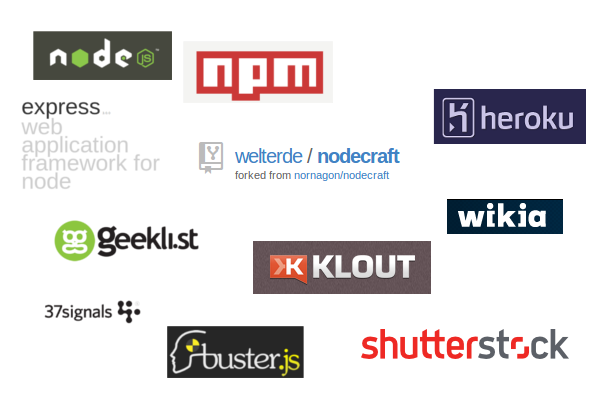 node JS™
npm
express
web
application
framework for
node
heroku
welterde / nodecraft
forked from nornagon/nodecraft
wikia
geekli.st
KLOUT
37signals
buster.js
shutterstock